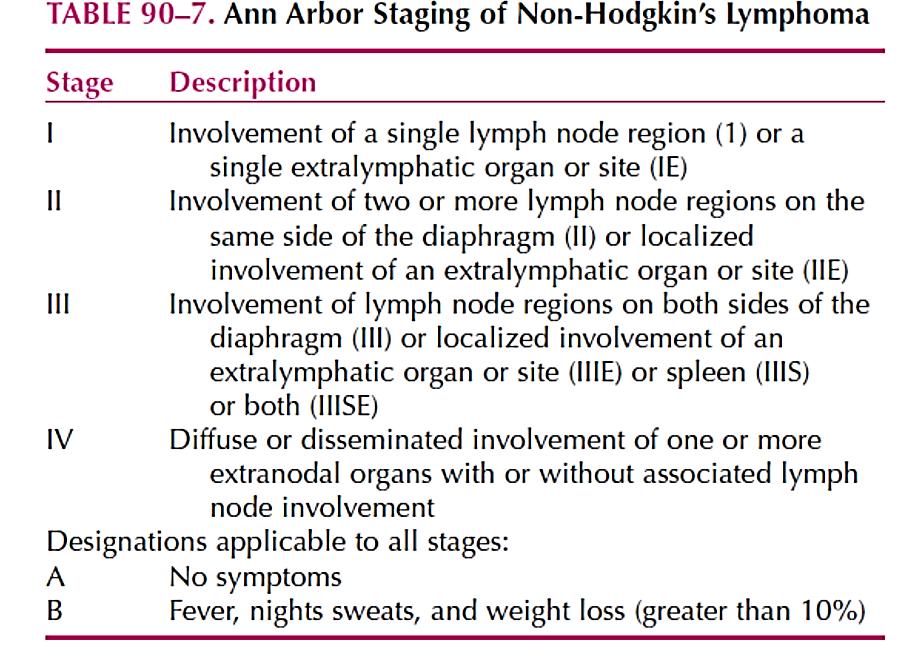 TABLE 90–7. Ann Arbor Staging of Non-Hodgkin's Lymphoma
Stage Description
I Involvement of a single lymph node region (1) or a
single extralymphatic organ or site (IE)
II Involvement of two or more lymph node regions on the
same side of the diaphragm (II) or localized
involvement of an extralymphatic organ or site (IIE)
III Involvement of lymph node regions on both sides of the
diaphragm (III) or localized involvement of an
extralymphatic organ or site (IIIE) or spleen (IIIS)
or both (IIISE)
IV Diffuse or disseminated involvement of one or more
extranodal organs with or without associated lymph
node involvement
Designations applicable to all stages:
A No symptoms
B Fever, nights sweats, and weight loss (greater than 10%)